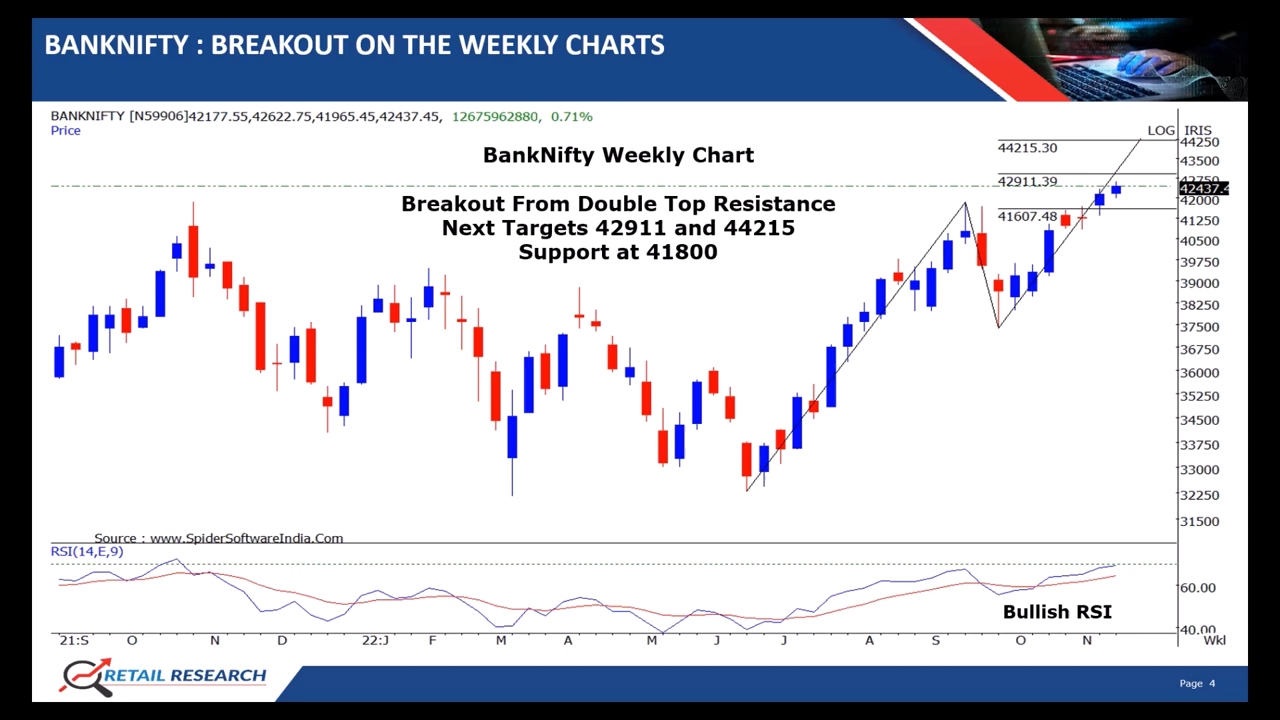 BANKNIFTY : BREAKOUT ON THE WEEKLY CHARTS
BANKNIFTY [N59906]42177.55,42622.75,41965.45,42437.45, 12675962880, 0.71%
Price
LOG IRIS
BankNifty Weekly Chart
Breakout From Double Top Resistance
Next Targets 42911 and 44215
Support at 41800
44215.30
42911.39
41607.48
44250
43500
42750
42437.4
42000
41250
40500
39750
39000
38250
37500
36750
36000
35250
34500
33750
33000
32250
31500
Source : www.SpiderSoftwareIndia.Com
RSI(14,E,9)
60.00
Bullish RSI
40.00
21:S O N D 22:J F M A M J J A S O N Wkl
RETAIL RESEARCH
Page 4